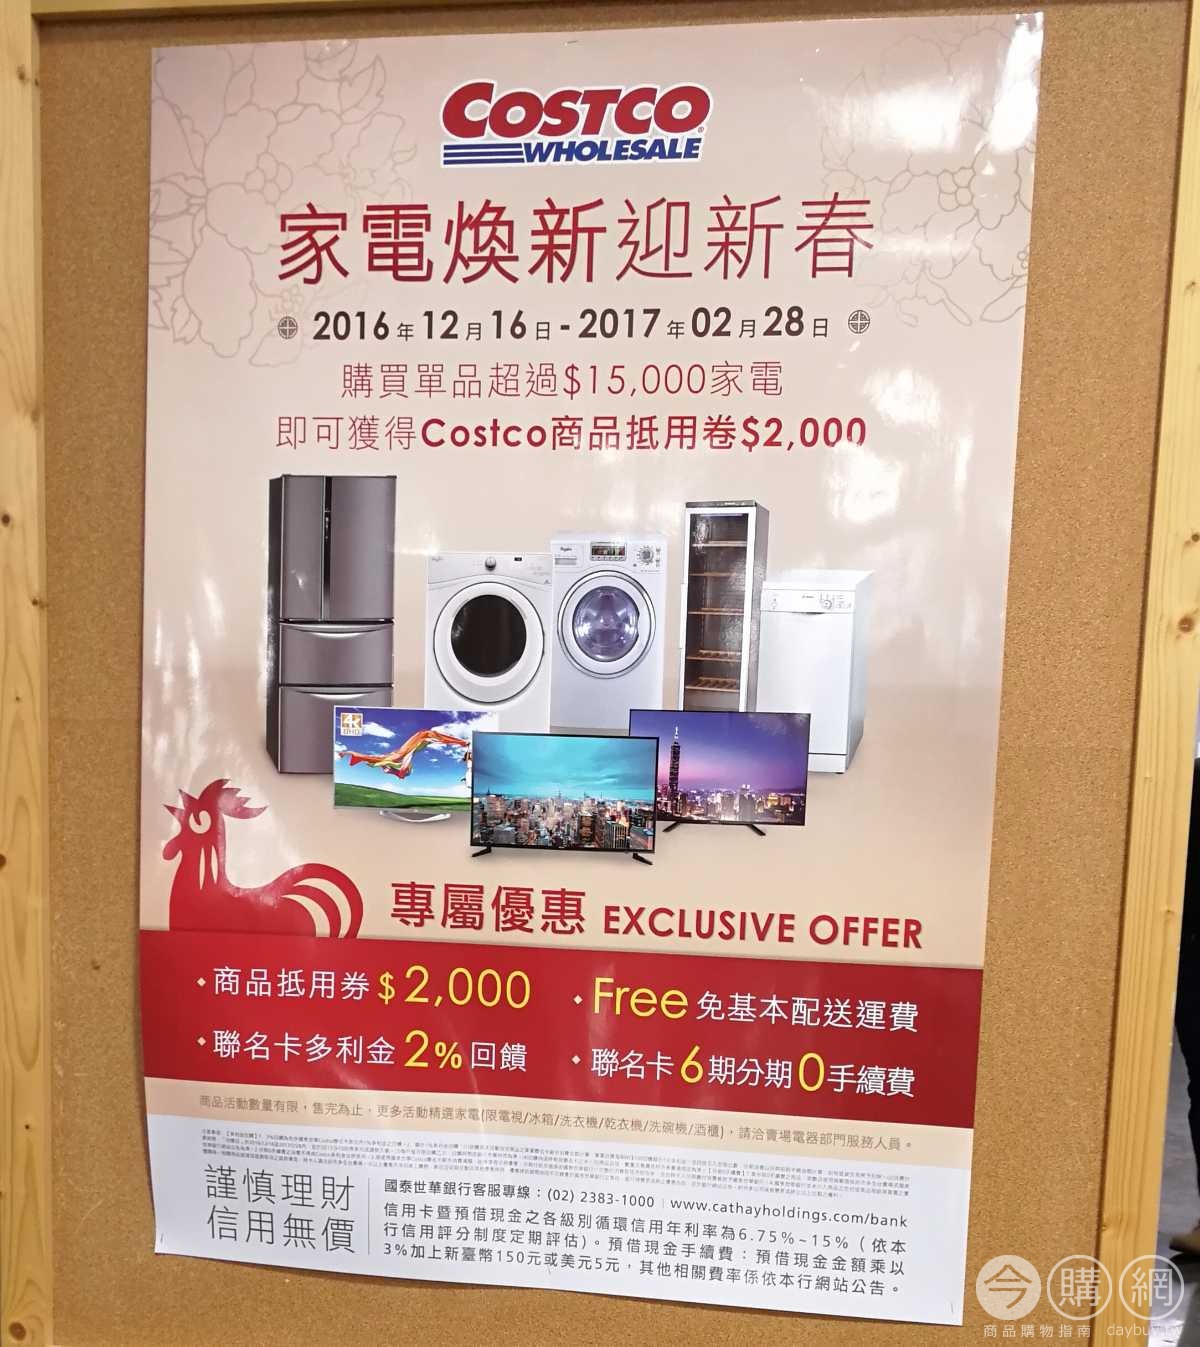 COSTCO
WHOLESALE
家電煥新迎新春
2016年12月16日-2017年02月28日
購買單品超過$15,000家電
即可獲得Costco商品抵用卷$2,000
4K
UHD
專屬優惠 EXCLUSIVE OFFER
·商品抵用券$2,000
·Free免基本配送運費
·聯名卡多利金2%回饋
·聯名卡6期分期0手續費
商品活動數量有限，售完為止，更多活動精選家電(限電視/冰箱/洗衣機/乾衣機/洗碗機/酒櫃)，請洽賣場電器部門服務人員。
謹慎理財
信用無價
國泰世華銀行客服專線：(02) 2383-1000 | www.cathayholdings.com/bank
信用卡暨預借現金之各級別循環信用年利率為6.75%~15%（依本
行信用評分制度定期評估）。預借現金手續費：預借現金金額乘以
3%加上新臺幣150元或美元5元，其他相關費率係依本行網站公告。
今購網
商品購物指南